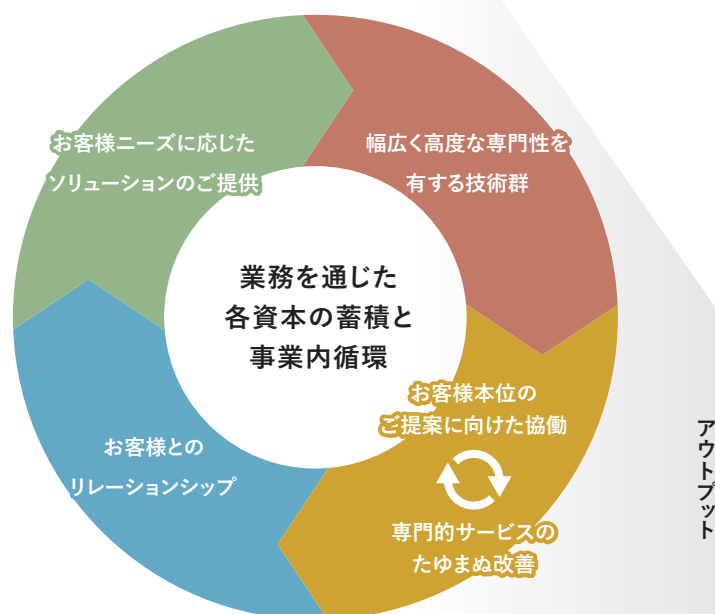 お客様ニーズに応じた
ソリューションのご提供
幅広く高度な専門性を
有する技術群
業務を通じた
各資本の蓄積と
事業内循環
お客様本位の
ご提案に向けた協働
専門的サービスの
たゆまぬ改善
お客様との
リレーションシップ
アウトプット